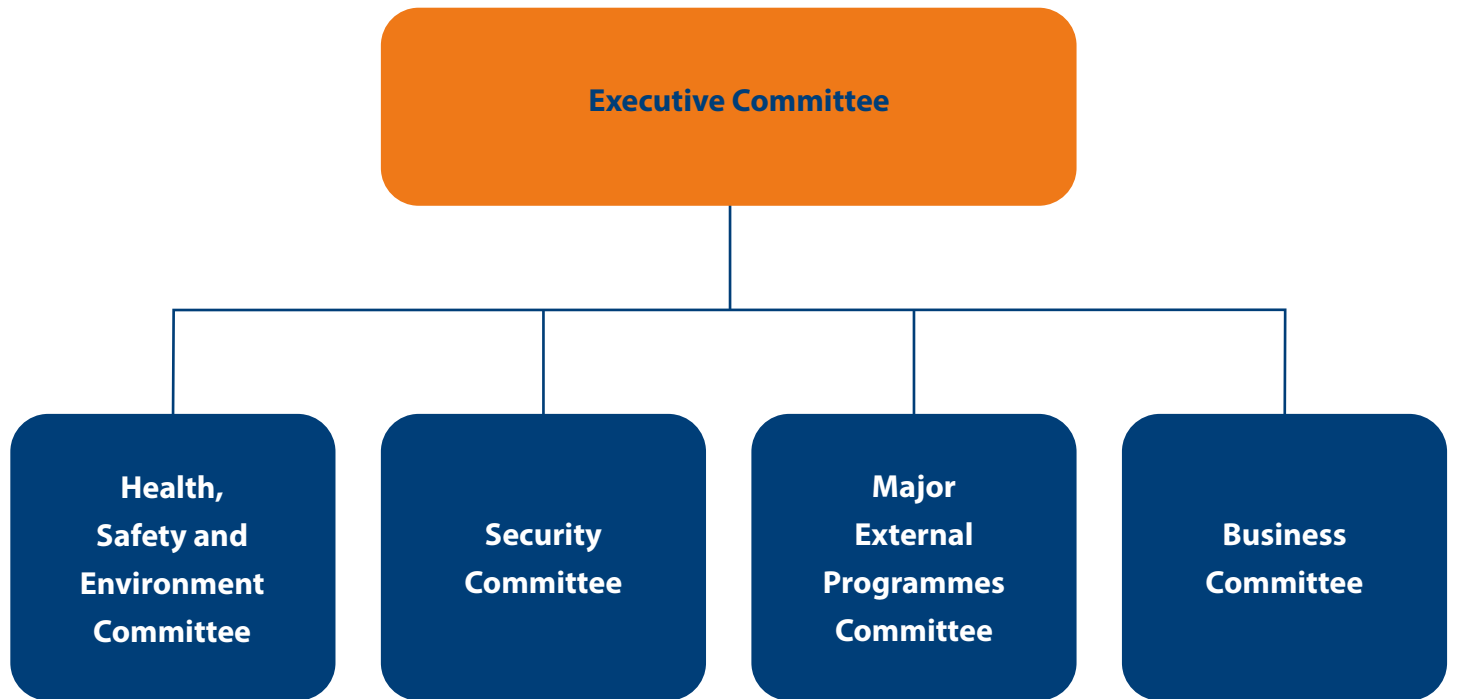 Executive Committee
Health,
Safety and
Environment
Committee
Security
Committee
Major
External
Programmes
Committee
Business
Committee